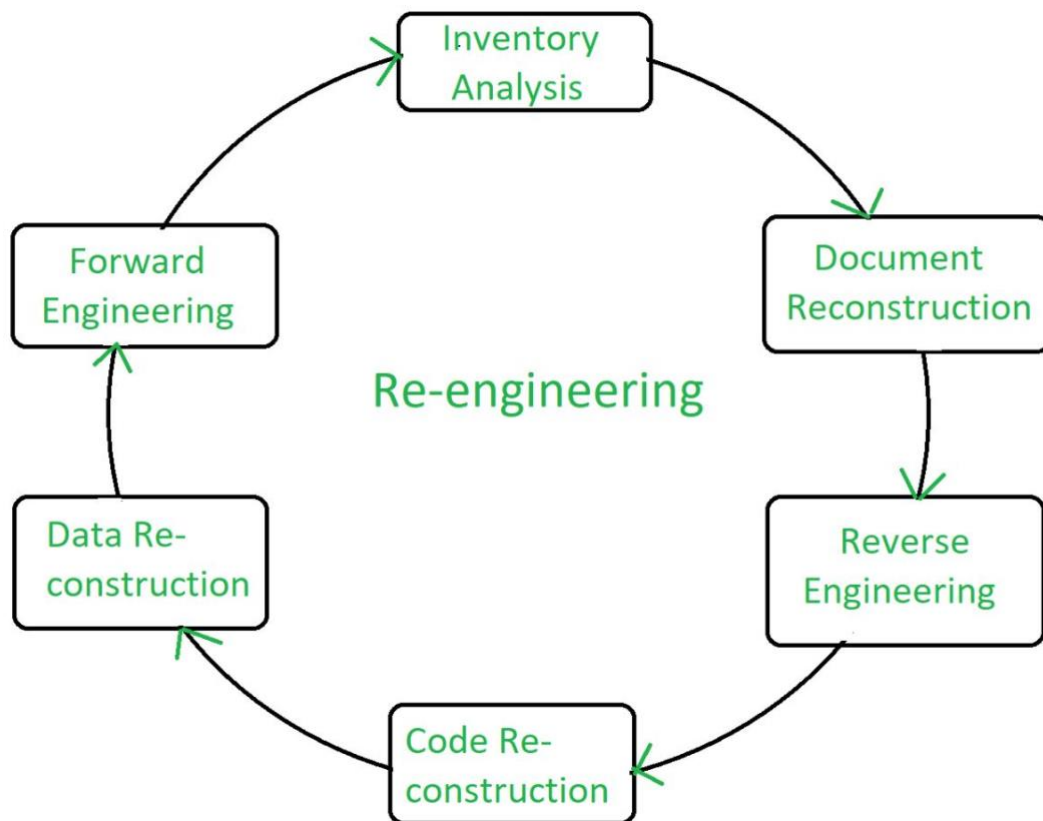 Inventory
Analysis
Document
Reconstruction
Reverse
Engineering
Code Re-
construction
Data Re-
construction
Forward
Engineering
Re-engineering